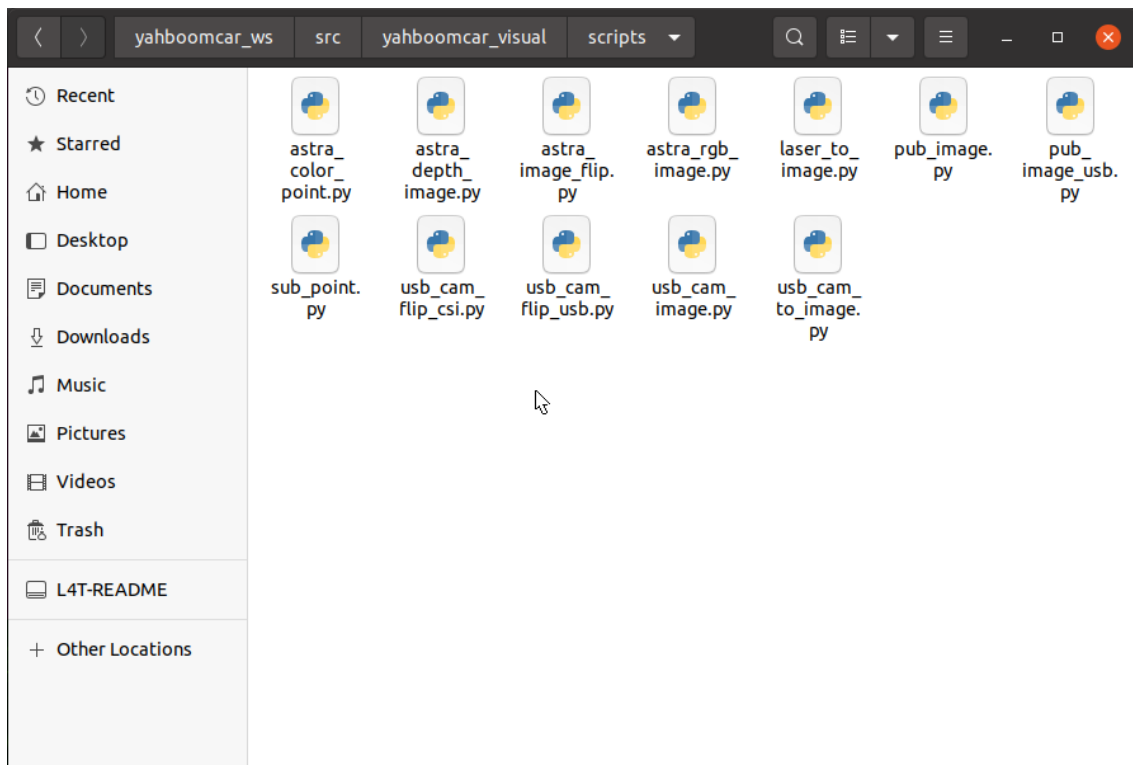 yahboomcar_ws src yahboomcar_visual scripts
Recent
Starred
Home
Desktop
Documents
Downloads
Music
Pictures
Videos
Trash
L4T-README
Other Locations
astra_
color_
point.py
astra_
depth_
image.py
astra_
image_flip.
py
astra_rgb_
image.py
laser_to_
image.py
pub_image.
py
pub_
image_usb.
py
sub_point.
py
usb_cam_
flip_csi.py
usb_cam_
flip_usb.py
usb_cam_
image.py
usb_cam_
to_image.
py